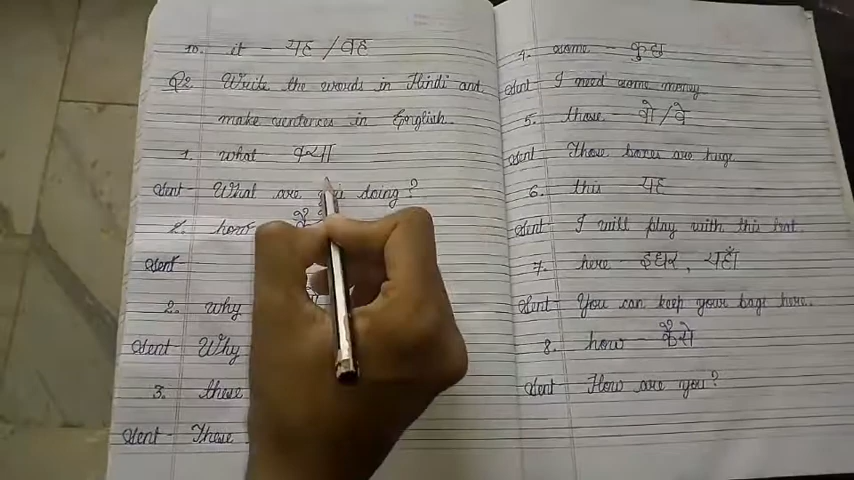 10. it - यह / वह
Q2 Write the words in Hindi and
make sentences in English.
1. what क्या
Sent - What are doing ?
2. how
Sent
2. why
Sent Why
3. these
Sent - These
4. some - कुछ
Sent I need some money
5. those - वो / वे
Sent Those boxes are huge
6. this - यह
Sent I will play with this bat.
7. here - इधर, यहाँ
Sent You can keep your bags here.
8. how - कैसे
Sent How are you ?